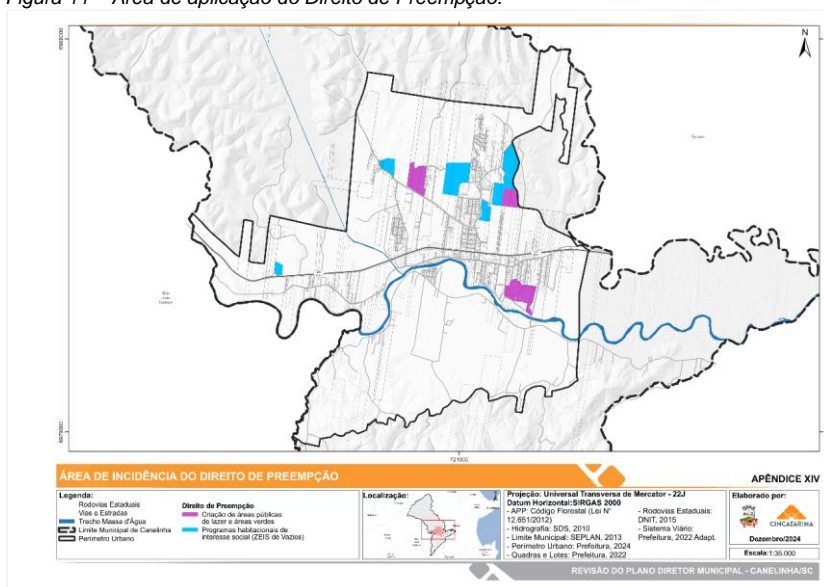 Figura 11 – Área de aplicação do Direito de Preempção.
N
721000
ÁREA DE INCIDÊNCIA DO DIREITO DE PREEMPÇÃO
APÊNDICE XIV
Legenda:
Rodovias Estaduais
Vias e Estradas
Trecho Massa d'Água
Limite Municipal de Canelinha
Perímetro Urbano
Direito de Preempção
Criação de áreas públicas
de lazer e áreas verdes
Programas habitacionais de
interesse social (ZEIS de Vazios)
Localização:
Projeção: Universal Transversa de Mercator - 22J
Datum Horizontal:SIRGAS 2000
- APP: Código Florestal (Lei N°
12.651/2012)
- Hidrografia: SDS, 2010
- Limite Municipal: SEPLAN, 2013
- Perímetro Urbano: Prefeitura, 2024
- Quadras e Lotes: Prefeitura, 2022
- Rodovias Estaduais:
DNIT, 2015
- Sistema Viário:
Prefeitura, 2022 Adapt.
Elaborado por:
CINCATARINA
Dezembro/2024
Escala:1:35.000
REVISÃO DO PLANO DIRETOR MUNICIPAL - CANELINHA/SC